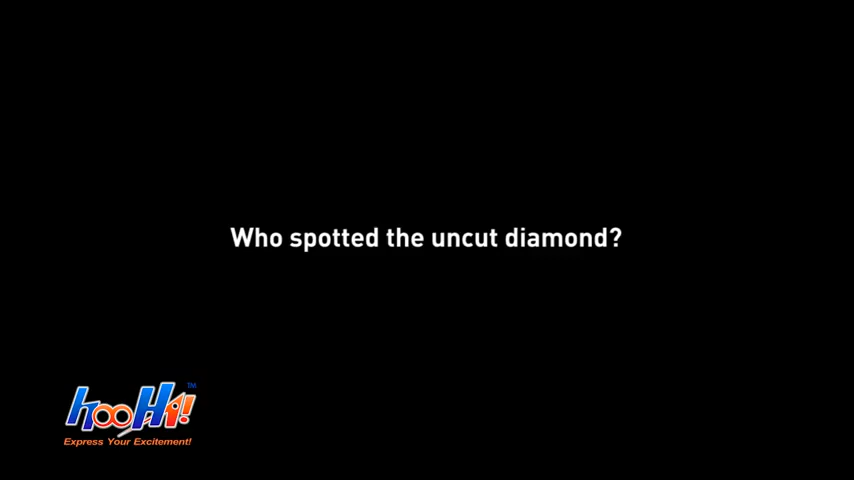 Who spotted the uncut diamond?
hooHa!™
Express Your Excitement!